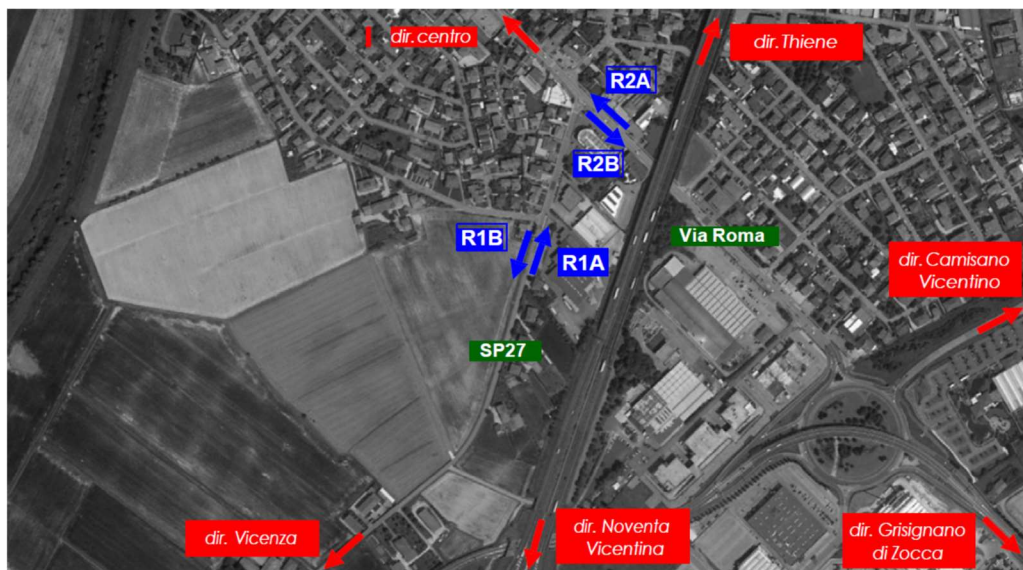 dir. centro
dir. Thiene
R2A
R2B
R1B
R1A
Via Roma
dir. Camisano
Vicentino
SP27
dir. Vicenza
dir. Noventa
Vicentina
dir. Grisignano
di Zocca